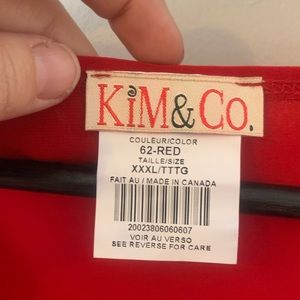 KiM&Co.
COULEUR/COLOR
62-RED
TAILLE/SIZE
XXXL/TTTG
FAIT AU / MADE IN CANADA
20023806060607
VOIR AU VERSO
SEE REVERSE FOR CARE